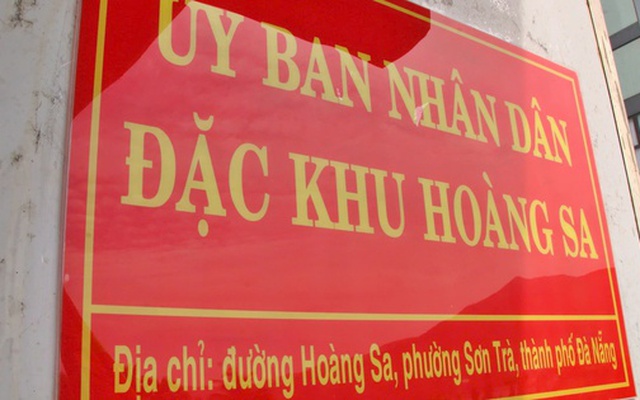 ỦY BAN NHÂN DÂN
ĐẶC KHU HOÀNG SA
Địa chỉ: đường Hoàng Sa, phường Sơn Trà, thành phố Đà Nẵng